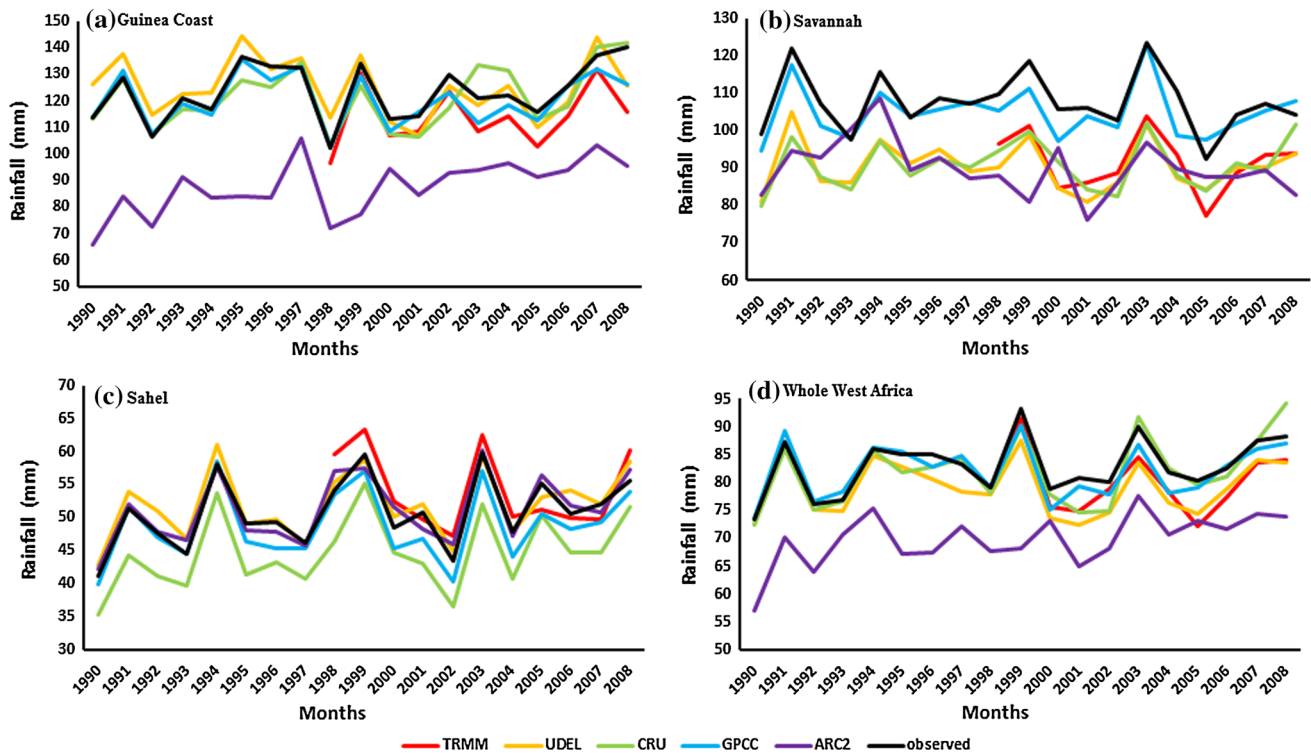 (a) Guinea Coast
Rainfall (mm)
150
140
130
120
110
100
90
80
70
60
50
1990 1991 1992 1993 1994 1995 1996 1997 1998 1999 2000 2001 2002 2003 2004 2005 2006 2007 2008
Months
(b) Savannah
Rainfall (mm)
130
120
110
100
90
80
70
60
1990 1991 1992 1993 1994 1995 1996 1997 1998 1999 2000 2001 2002 2003 2004 2005 2006 2007 2008
Months
(c) Sahel
Rainfall (mm)
70
65
60
55
50
45
40
35
30
1990 1991 1992 1993 1994 1995 1996 1997 1998 1999 2000 2001 2002 2003 2004 2005 2006 2007 2008
Months
(d) Whole West Africa
Rainfall (mm)
95
90
85
80
75
70
65
60
55
50
1990 1991 1992 1993 1994 1995 1996 1997 1998 1999 2000 2001 2002 2003 2004 2005 2006 2007 2008
Months
TRMM UDEL CRU GPCC ARC2 observed